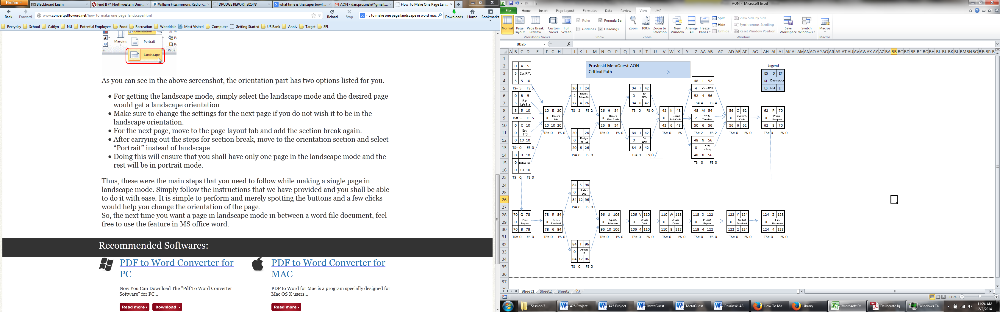 Firefox
Blackboard Learn
Find It @ Northwestern Univ...
William Fitzsimmons Radio -...
DRUDGE REPORT 2014®
what time is the super bowl ...
AON - dan.prusinski@gmail....
How To Make One Page Lan...
Back
Forward
www.convertpdftoword.net/how_to_make_one_page_landscape.html
Reload
Stop
to make one page landscape in word mac
Downloads
Home
Bookmarks
Everyday School Caitlyn NU Potential Employers Food Recreation Wooddale Most Visited Computer Getting Started US Bank Anniv Target SFL
Orientation
Margins
Portrait
Landscape
Page
As you can see in the above screenshot, the orientation part has two options listed for you.
• For getting the landscape mode, simply select the landscape mode and the desired page
would get a landscape orientation.
• Make sure to change the settings for the next page if you do not wish it to be in the
landscape orientation.
• For the next page, move to the page layout tab and add the section break again.
• After carrying out the steps for section break, move to the orientation section and select
“Portrait” instead of landscape.
• Doing this will ensure that you shall have only one page in the landscape mode and the
rest will be in portrait mode.
Thus, these were the main steps that you need to follow while making a single page in
landscape mode. Simply follow the instructions that we have provided and you shall be able
to do it with ease. It is simple to perform and merely spotting the buttons and a few clicks
would help you change the orientation of the page.
So, the next time you want a page in landscape mode in between a word file document, feel
free to use the feature in MS office word.
Recommended Softwares:
PDF to Word Converter for
PC
Now You Can Download The "Pdf To Word Converter
Software" for PC...
Read more
Download
PDF to Word Converter for
MAC
PDF to Word for Mac is a program specially designed for
Mac OS X users...
Read more
AON - Microsoft Excel
File Home Insert Page Layout Formulas Data Review View JMP
Normal
Page Layout
Page Break Preview
Custom Views
Full Screen
Workbook Views
Ruler
Formula Bar
Gridlines
Headings
Show
Zoom
100%
Zoom to Selection
Zoom
New Window
Arrange All
Freeze Panes
Split
Hide
Unhide
View Side by Side
Synchronous Scrolling
Reset Window Position
Window
Save Workspace
Switch Windows
Macros
Macros
BB26
fx
Prusinski MetaGuest AON
Critical Path
Legend
ES ID EF
SL Description
LS DUR LF
0 A 5
5 Est. RFV
5 5 10
TS= 5 FS 5
0 B 5
5 Est. LifeSta
5 5 10
TS= 5 FS 5
0 C 10
0 Est. T/S
0 10 10
TS= 0 FS 0
0 D 10
0 Define Tim
0 10 10
TS= 0 FS 0
10 E 20
0 Record Info
10 10 20
TS= 0 FS 0
20 F 24
2 Design MicroStr
22 4 26
TS= 2 FS 2
20 26
0 Design Tableau
20 6 26
TS= 0 FS 0
26 H 34
0 Record Best Code
26 8 34
TS= 0 FS 0
34 I 42
0 Est ADW
34 8 42
TS= 0 FS 0
34 J 42
0 Est EDW
34 8 42
TS= 0 FS 0
42 K 48
0 Record Path Code
42 6 48
TS= 0 FS
48 L 52
4 Write SAS
52 4 56
TS= 4 FS 4
48 M 54
2 Write Teradata
50 6 56
TS= 2 FS 2
48 N 56
0 Write Hadoop
48 8 56
TS= 0 FS 0
56 O 62
0 Backwrite Code
56 6 62
TS= 0 FS 0
62 P 70
0 Present Progress
62 8 70
TS= 0 FS 0
70 Q 78
0 Pilot Report
70 8 78
TS= 0 FS 0
78 R 84
0 Iterate Feedback
78 6 84
TS= 0 FS 0
84 S 96
0 Update SQL
84 12 96
TS= 0 FS 0
84 T 96
0 Update IR
84 12 96
TS= 0 FS 0
96 U 106
0 Update Members
96 10 106
TS= 0 FS 0
106 V 110
0 Create Deck
106 4 110
TS= 0 FS 0
110 W 118
0 Create Demo
110 8 118
TS= 0 FS 0
118 X 122
0 Present Report
118 4 122
TS= 0 FS 0
122 Y 124
0 Collect Feedback
122 2 124
TS= 0 FS 0
124 Z 128
0 Final Document
124 4 128
TS= 0 FS 0
Sheet1 Sheet2 Sheet3
110%
Session 3
475 Project ...
475 Project ...
MetaGuest ...
MetaGuest ...
Prusinski A3 ...
How To Ma...
Library
Microsoft Ex...
Deliberate Ig...
Windows Ta...
11:24 AM
2/2/2014